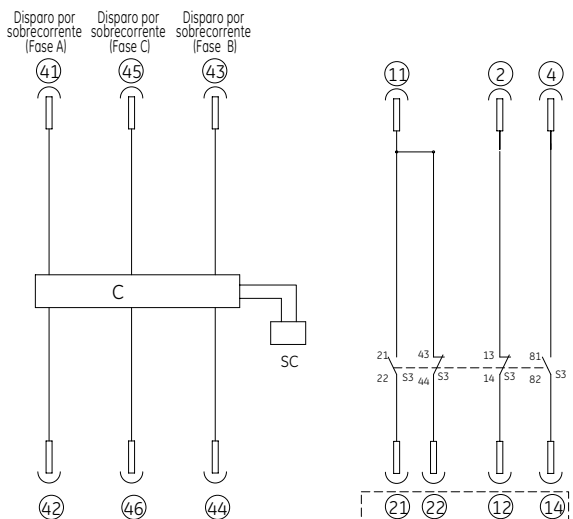 Disparo por
sobrecorrente
(Fase A)
Disparo por
sobrecorrente
(Fase C)
Disparo por
sobrecorrente
(Fase B)
41
45
43
11
2
4
C
SC
21
22 S3
43
44 S3
13
14 S3
81
82 S3
42
46
44
21
22
12
14